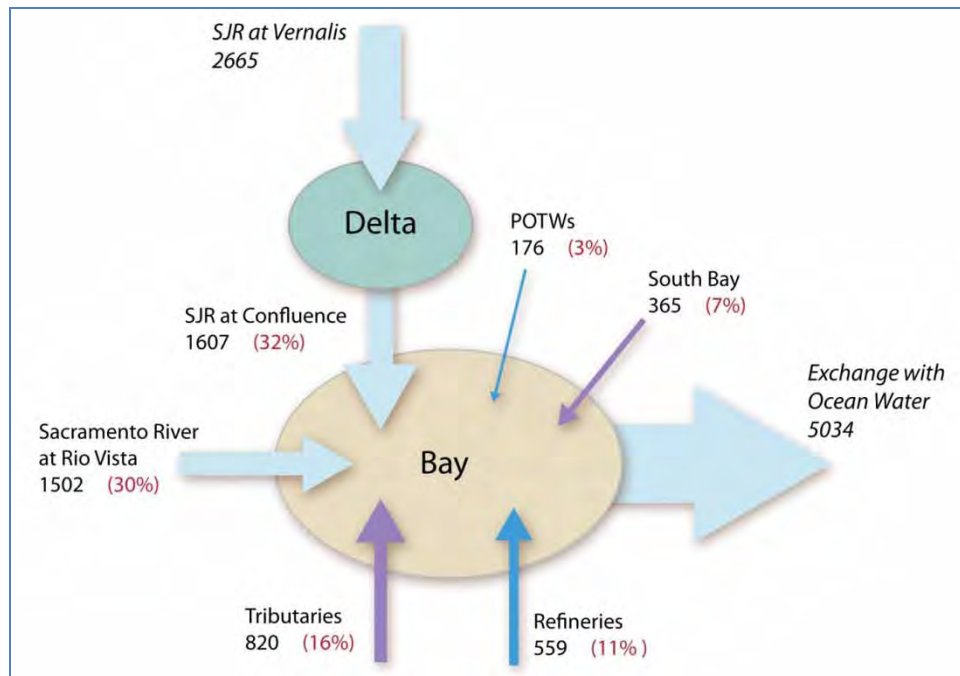 SJR at Vernalis
2665
Delta
POTWs
176 (3%)
South Bay
365 (7%)
SJR at Confluence
1607 (32%)
Exchange with
Ocean Water
5034
Sacramento River
at Rio Vista
1502 (30%)
Bay
Tributaries
820 (16%)
Refineries
559 (11% )